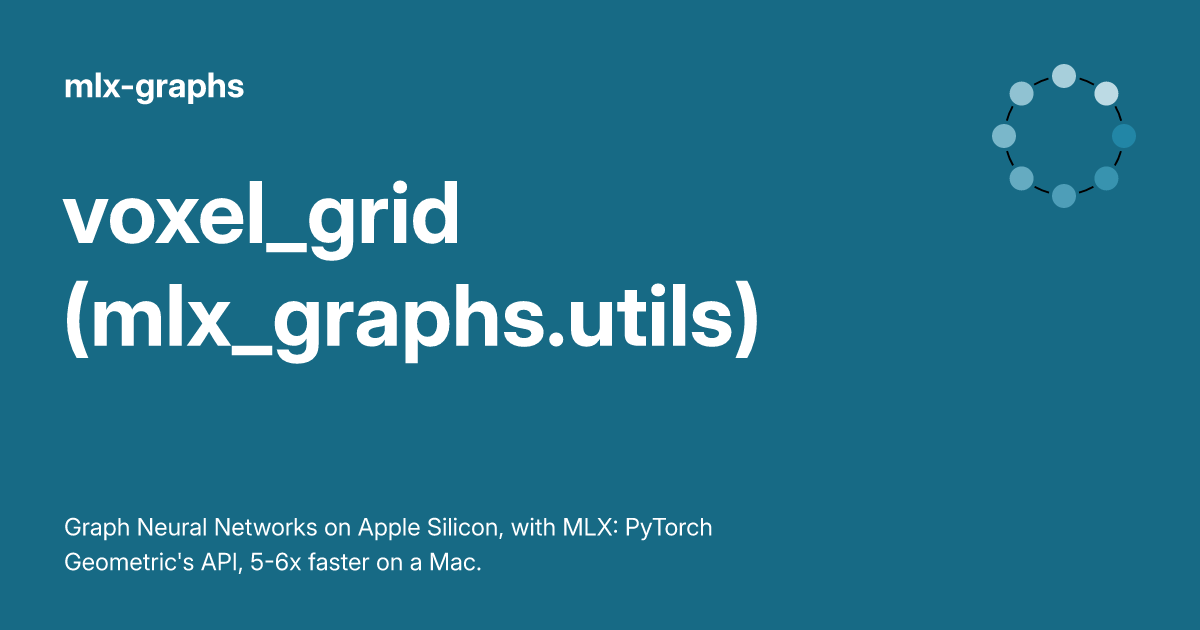 mlx-graphs
voxel_grid
(mlx_graphs.utils)
Graph Neural Networks on Apple Silicon, with MLX: PyTorch
Geometric's API, 5-6x faster on a Mac.